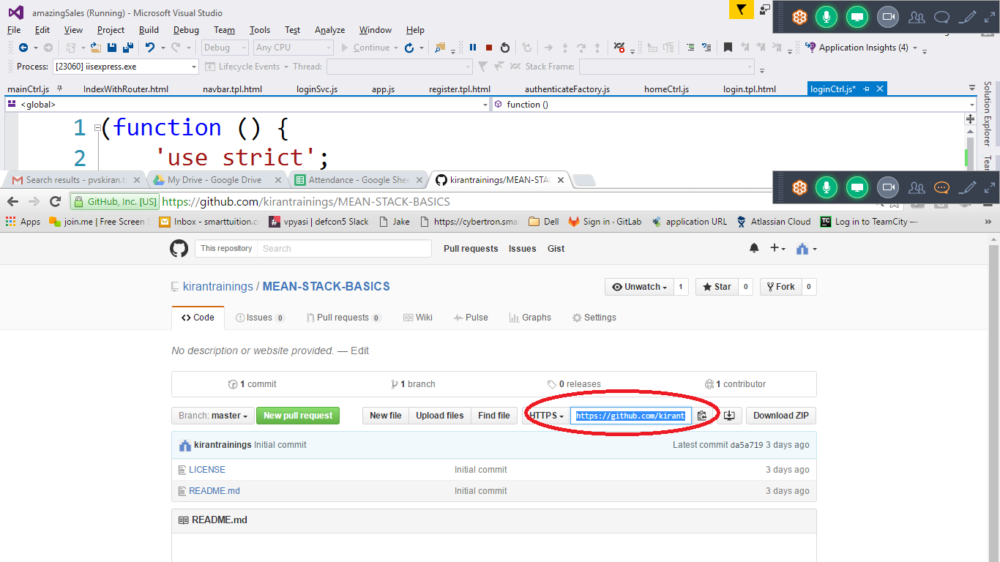 amazingSales (Running) - Microsoft Visual Studio
File Edit View Project Build Debug Team Tools Test Analyze Window Help
Debug Any CPU Continue Application Insights (4)
Process: [23060] iisexpress.exe Lifecycle Events Thread: Stack Frame:
mainCtrl.js IndexWithRouter.html navbar.tpl.html loginSvc.js app.js register.tpl.html authenticateFactory.js homeCtrl.js login.tpl.html loginCtrl.js*
<global> function ()
Solution Explorer
1 (function () {
2 'use strict';
Search results - pvskiran.t My Drive - Google Drive Attendance - Google Shee kirantrainings/MEAN-STAC
GitHub, Inc. [US] https://github.com/kirantrainings/MEAN-STACK-BASICS
Apps join.me | Free Screen Inbox - smarttuition.c vpyasi | defcon5 Slack Jake https://cybertron.sma Dell Sign in · GitLab application URL Atlassian Cloud TC Log in to TeamCity — »
This repository Search Pull requests Issues Gist
kirantrainings / MEAN-STACK-BASICS Unwatch 1 Star 0 Fork 0
Code Issues 0 Pull requests 0 Wiki Pulse Graphs Settings
No description or website provided. — Edit
1 commit 1 branch 0 releases 1 contributor
Branch: master New pull request New file Upload files Find file HTTPS https://github.com/kirant Download ZIP
kirantrainings Initial commit Latest commit da5a719 3 days ago
LICENSE Initial commit 3 days ago
README.md Initial commit 3 days ago
README.md